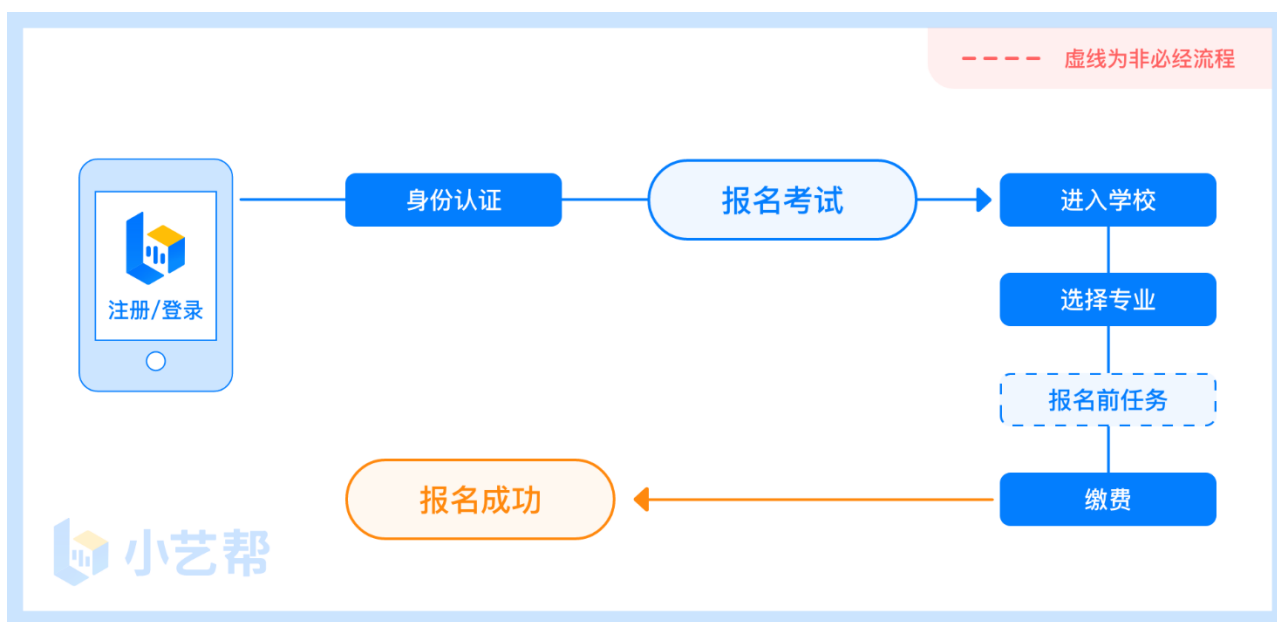 虚线为非必经流程
注册/登录
身份认证
报名考试
进入学校
选择专业
报名前任务
缴费
报名成功
小艺帮